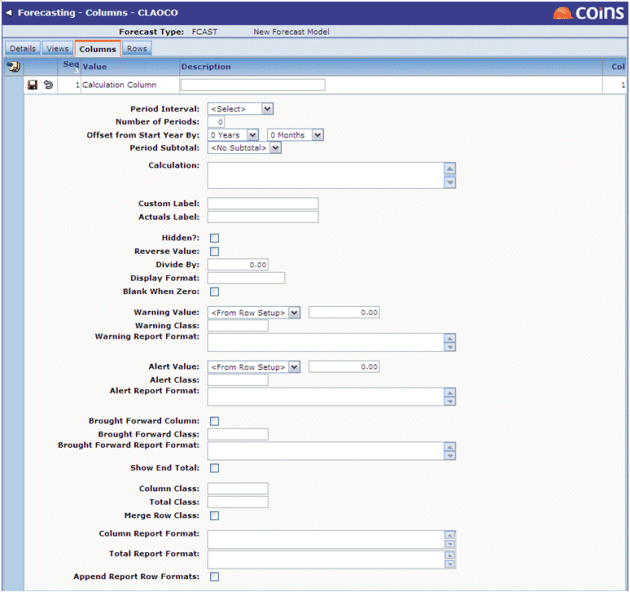 Forecasting - Columns - CLAOCO
coins
Forecast Type: FCAST New Forecast Model
Details Views Columns Rows
Seq Value Description Col
1 Calculation Column 1
Period Interval: <Select>
Number of Periods: 0
Offset from Start Year By: 0 Years 0 Months
Period Subtotal: <No Subtotal>
Calculation:
Custom Label:
Actuals Label:
Hidden?:
Reverse Value:
Divide By: 0.00
Display Format:
Blank When Zero:
Warning Value: <From Row Setup> 0.00
Warning Class:
Warning Report Format:
Alert Value: <From Row Setup> 0.00
Alert Class:
Alert Report Format:
Brought Forward Column:
Brought Forward Class:
Brought Forward Report Format:
Show End Total:
Column Class:
Total Class:
Merge Row Class:
Column Report Format:
Total Report Format:
Append Report Row Formats: